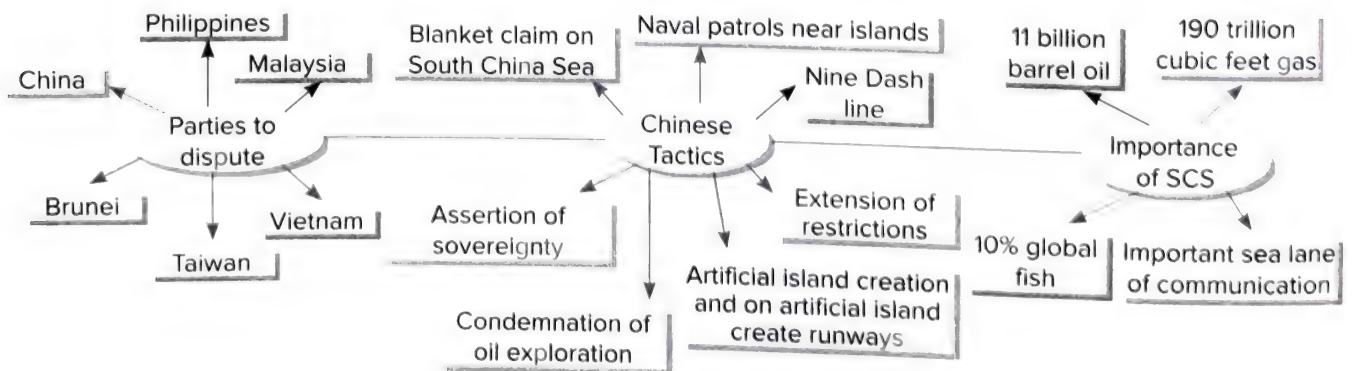 Philippines
China
Malaysia
Parties to
dispute
Brunei
Taiwan
Vietnam
Blanket claim on
South China Sea
Naval patrols near islands
Nine Dash
line
Chinese
Tactics
Assertion of
sovereignty
Condemnation of
oil exploration
Artificial island creation
and on artificial island
create runways
Extension of
restrictions
11 billion
barrel oil
190 trillion
cubic feet gas
Importance
of SCS
10% global
fish
Important sea lane
of communication